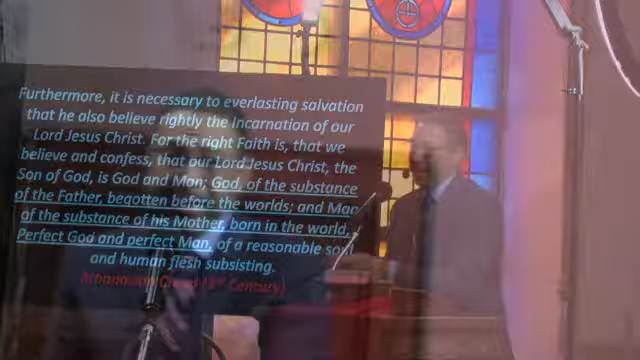 Furthermore, it is necessary to everlasting salvation
that he also believe rightly the Incarnation of our
Lord Jesus Christ. For the right Faith is, that we
believe and confess, that our Lord Jesus Christ, the
Son of God, is God and Man; God, of the substance
of the Father, begotten before the worlds; and Man
of the substance of his Mother, born in the world,
Perfect God and perfect Man, of a reasonable soul
and human flesh subsisting.
Athanasian Creed Century)